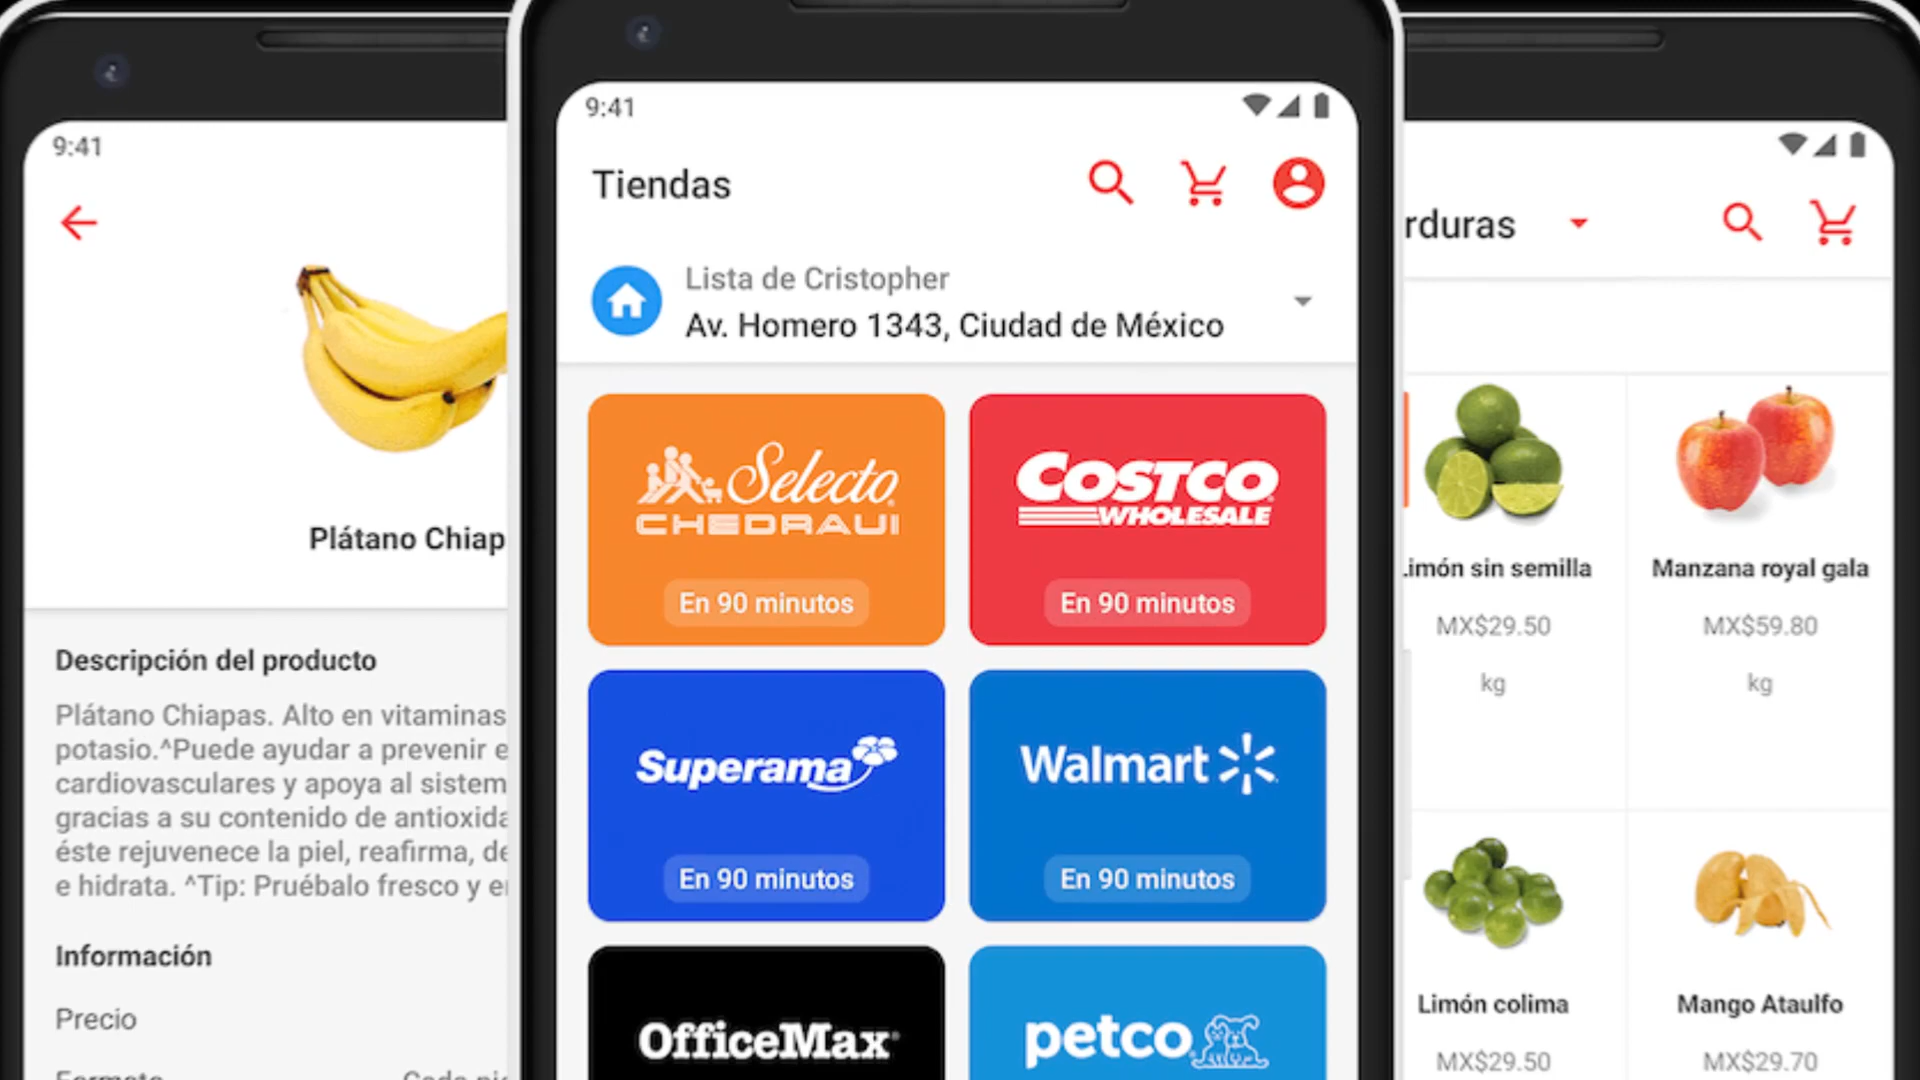 9:41
Plátano Chiap
Descripción del producto
Plátano Chiapas. Alto en vitaminas
potasio.^Puede ayudar a prevenir e
cardiovasculares y apoya al sistem
gracias a su contenido de antioxida
éste rejuvenece la piel, reafirma, de
e hidrata. ^Tip: Pruébalo fresco y e
Información
Precio
9:41
Tiendas
Lista de Cristopher
Av. Homero 1343, Ciudad de México
Selecto
CHEDRAUI
En 90 minutos
COSTCO
WHOLESALE
En 90 minutos
Superama
En 90 minutos
Walmart
En 90 minutos
OfficeMax
petco
rduras
Limón sin semilla
MX$29.50
kg
Manzana royal gala
MX$59.80
kg
Limón colima
MX$29.50
Mango Ataulfo
MX$29.70